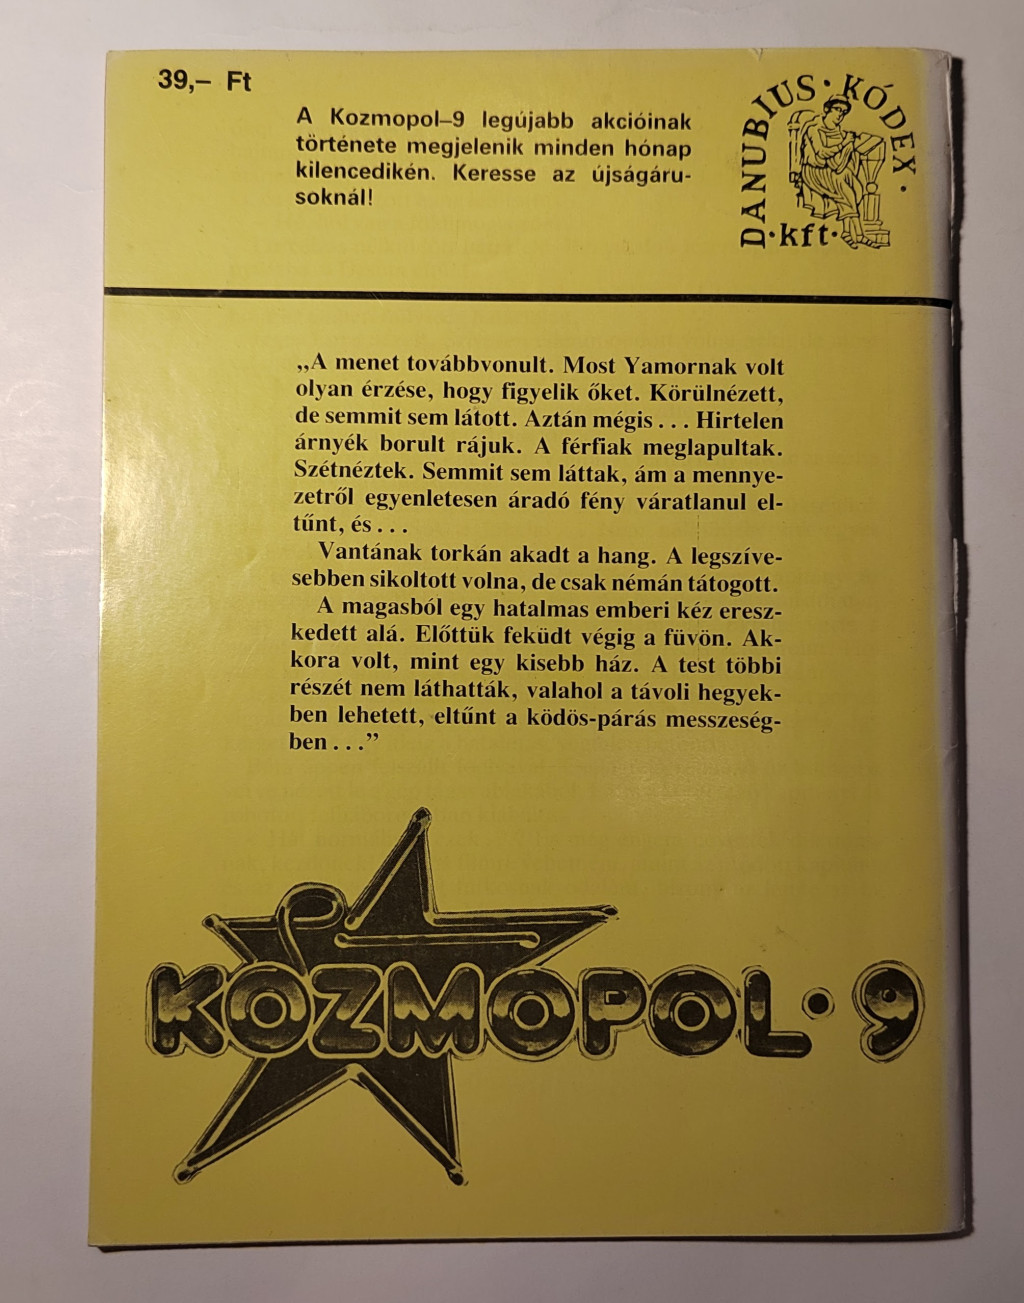 39,– Ft
A Kozmopol–9 legújabb akcióinak
története megjelenik minden hónap
kilencedikén. Keresse az újságáru-
soknál!
DANUBIUS · KÓDEX ·
· kft ·
„A menet továbbvonult. Most Yamornak volt
olyan érzése, hogy figyelik őket. Körülnézett,
de semmit sem látott. Aztán mégis . . . Hirtelen
árnyék borult rájuk. A férfiak meglapultak.
Szétnéztek. Semmit sem láttak, ám a mennye-
zetről egyenletesen áradó fény váratlanul el-
tűnt, és . . .
Vantának torkán akadt a hang. A legszíve-
sebben sikoltott volna, de csak némán tátogott.
A magasból egy hatalmas emberi kéz eresz-
kedett alá. Előttük feküdt végig a füvön. Ak-
kora volt, mint egy kisebb ház. A test többi
részét nem láthatták, valahol a távoli hegyek-
ben lehetett, eltűnt a ködös-párás messzeség-
ben . . .”
KOZMOPOL · 9